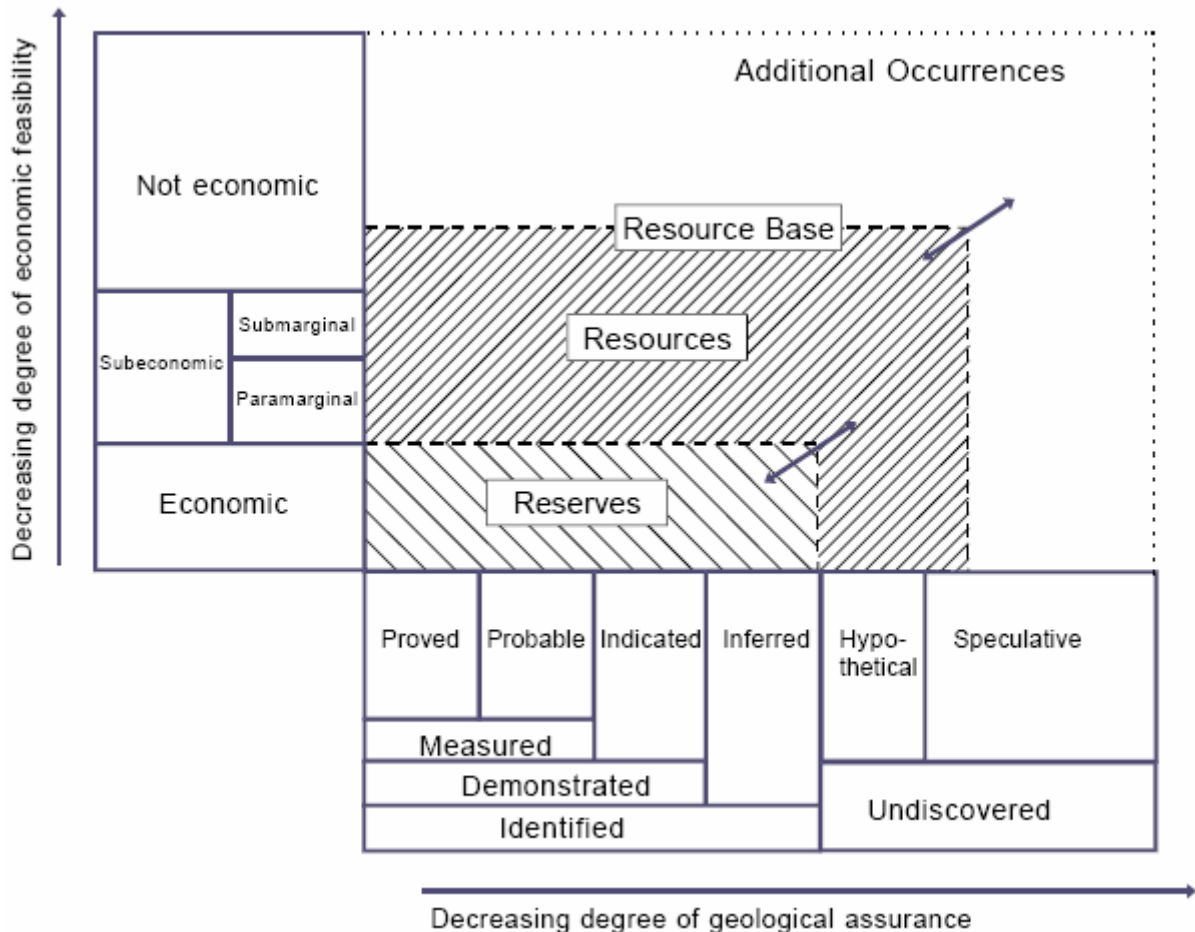 Decreasing degree of economic feasibility
Additional Occurrences
Not economic
Resource Base
Submarginal
Resources
Subeconomic
Paramarginal
Economic
Reserves
Proved
Probable
Indicated
Inferred
Hypo-
thetical
Speculative
Measured
Demonstrated
Undiscovered
Identified
Decreasing degree of geological assurance